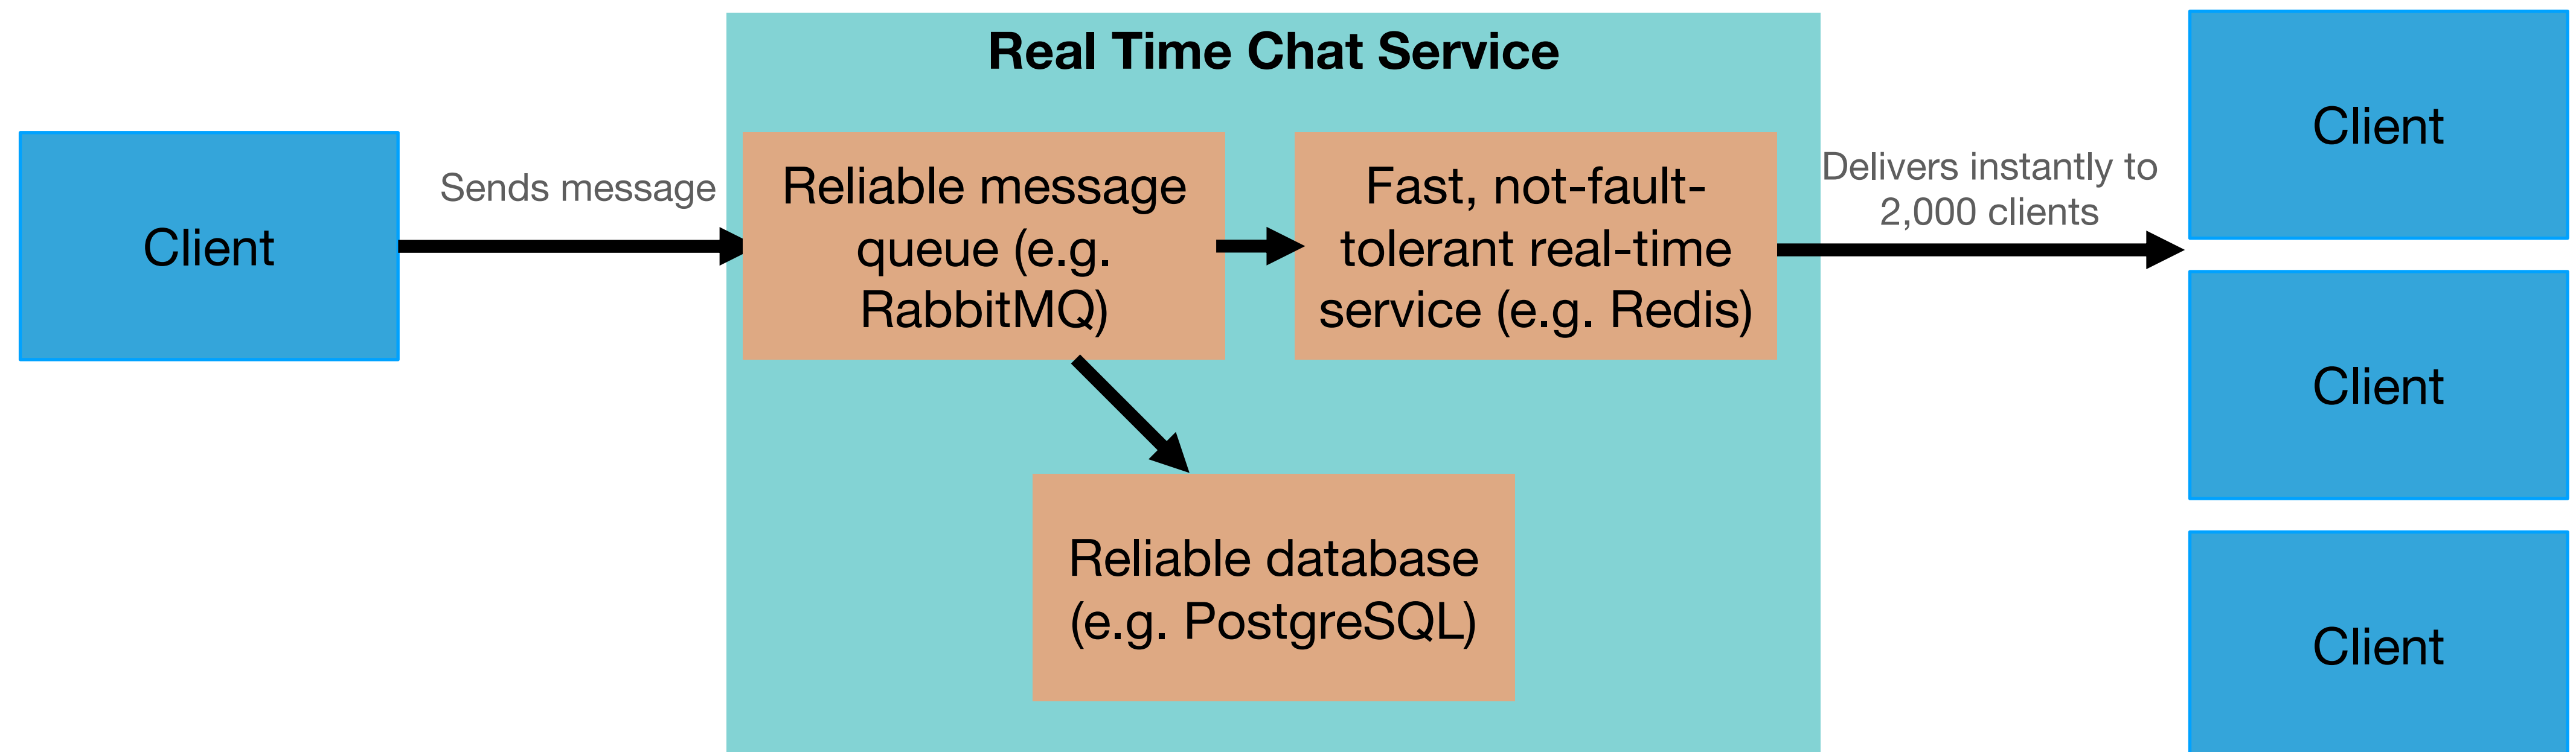 Real Time Chat Service
Client
Sends message
Reliable message
queue (e.g.
RabbitMQ)
Fast, not-fault-
tolerant real-time
service (e.g. Redis)
Delivers instantly to
2,000 clients
Client
Client
Client
Reliable database
(e.g. PostgreSQL)